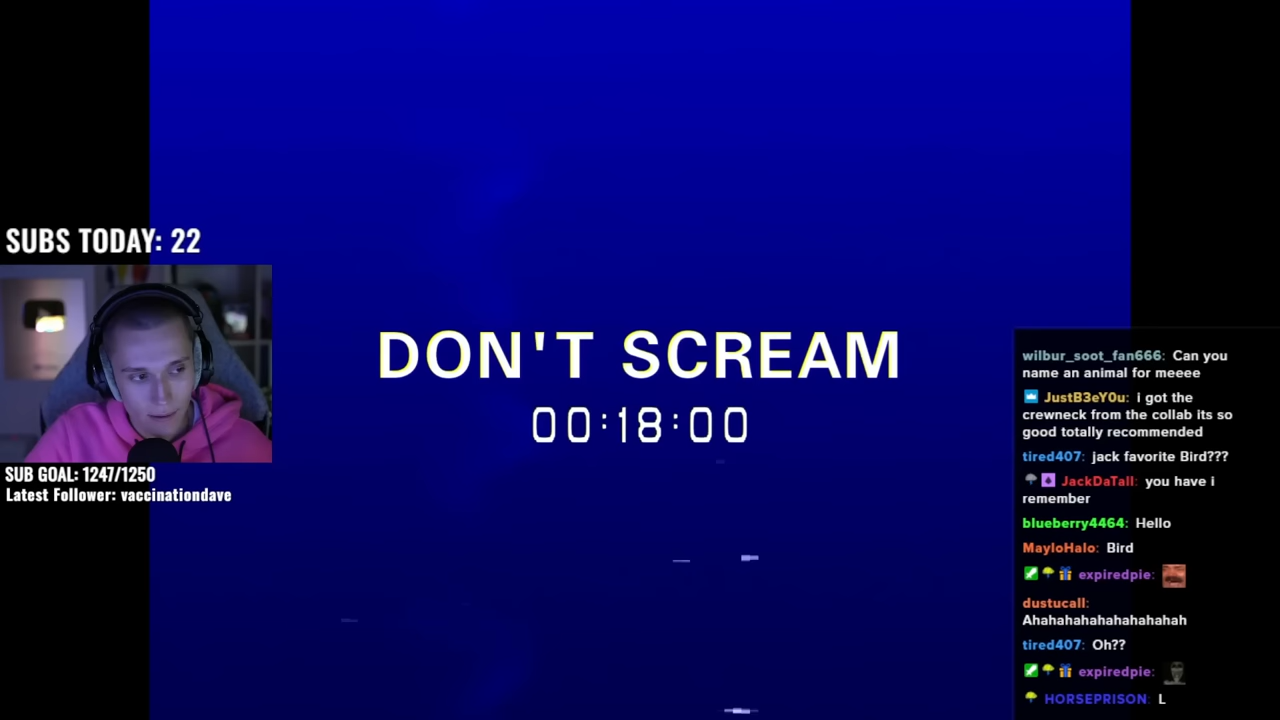 SUBS TODAY: 22
DON'T SCREAM
00:18:00
SUB GOAL: 1247/1250
Latest Follower: vaccinationdave
wilbur_soot_fan666: Can you
name an animal for meeee
JustB3eY0u: i got the
crewneck from the collab its so
good totally recommended
tired407: jack favorite Bird???
JackDaTall: you have i
remember
blueberry4464: Hello
MayloHalo: Bird
expiredpie:
dustucall:
Ahahahahahahahahahah
tired407: Oh??
expiredpie:
HORSEPRISON: L